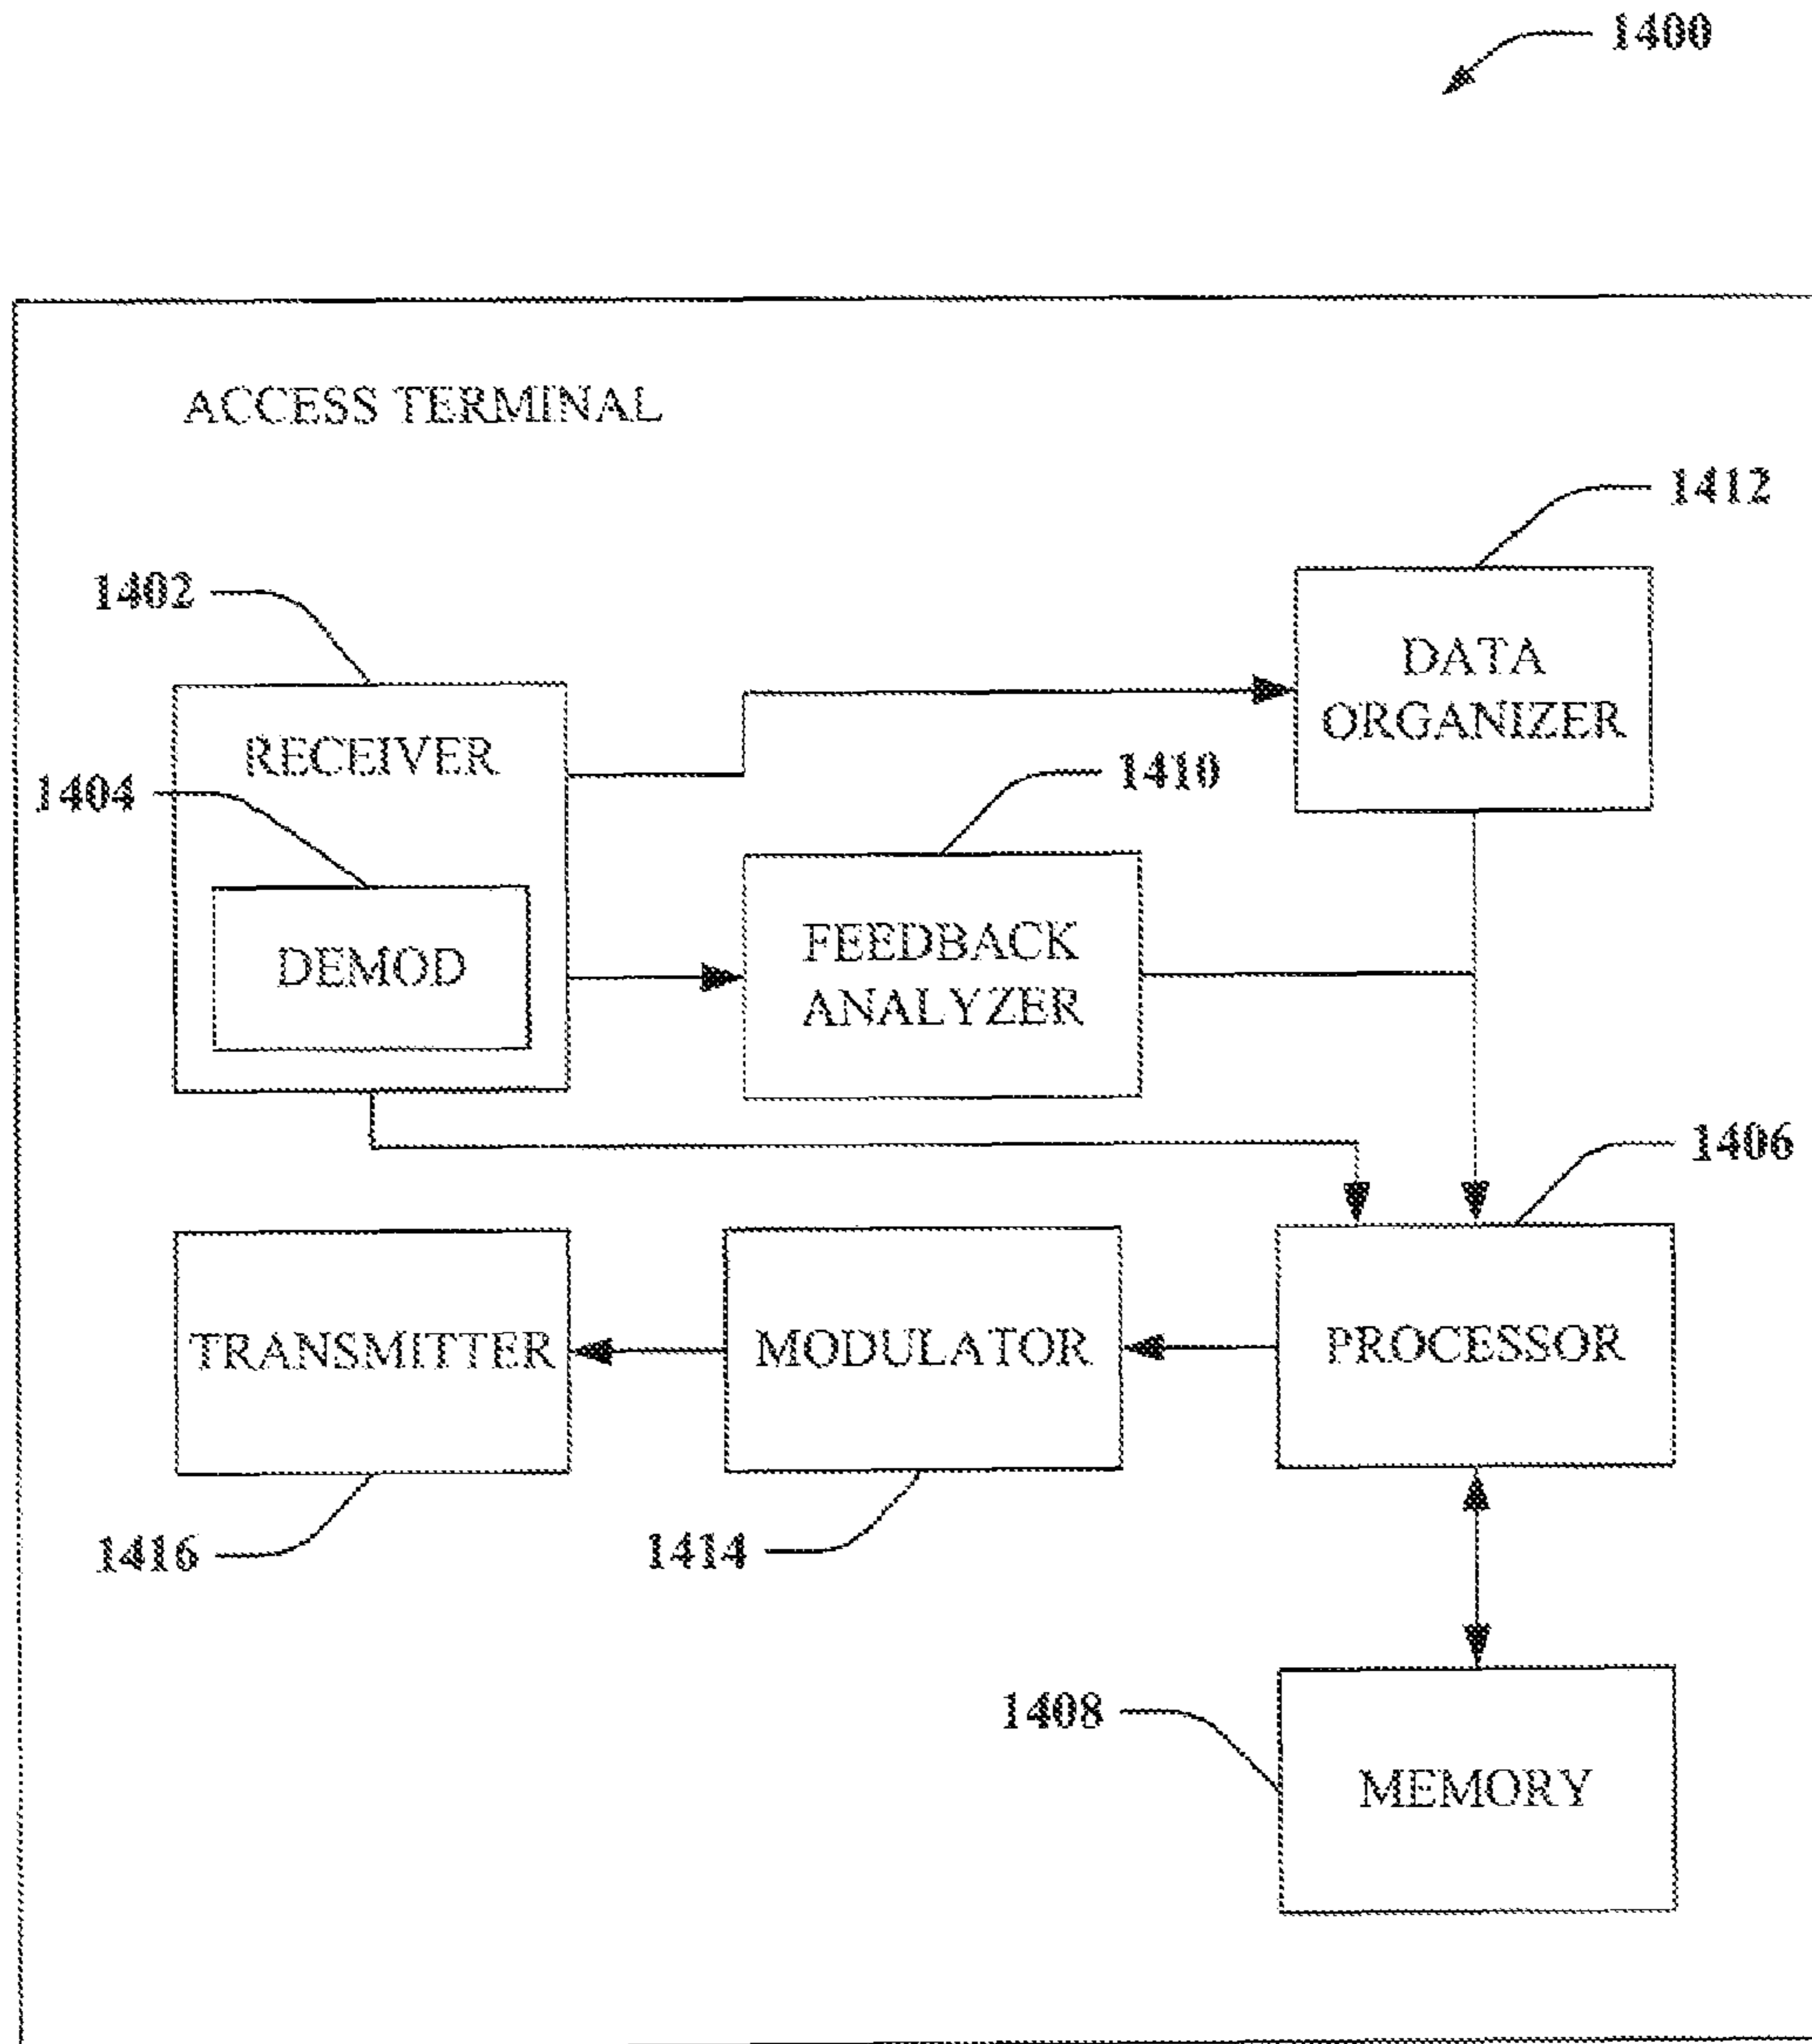 1400
ACCESS TERMINAL
1412
1402
DATA
ORGANIZER
RECEIVER
1404
1410
DEMOD
FEEDBACK
ANALYZER
1406
TRANSMITTER
MODULATOR
PROCESSOR
1416
1414
1408
MEMORY